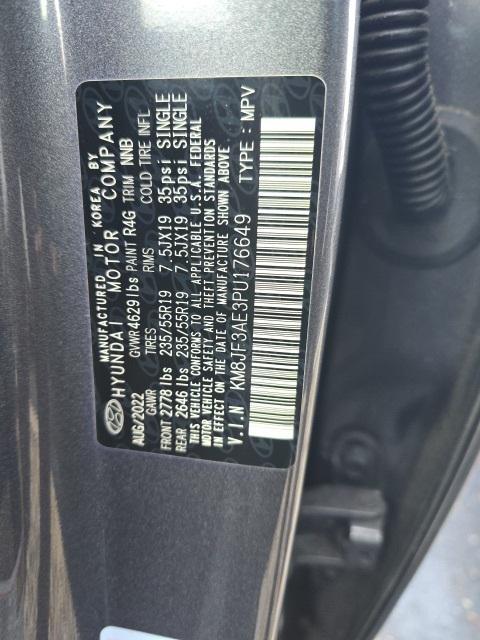 MANUFACTURED IN KOREA BY
HYUNDAI MOTOR COMPANY
GVWR 4629 lbs PAINT R4G TRIM NNB
AUG/2022 GAWR TIRES RIMS COLD TIRE INFL
FRONT 2778 lbs 235/55R19 7.5JX19 35psi SINGLE
REAR 2646 lbs 235/55R19 7.5JX19 35psi SINGLE
THIS VEHICLE CONFORMS TO ALL APPLICABLE U.S.A. FEDERAL
MOTOR VEHICLE SAFETY AND THEFT PREVENTION STANDARDS
IN EFFECT ON THE DATE OF MANUFACTURE SHOWN ABOVE.
V.I.N KM8JF3AE3PU176649 TYPE : MPV